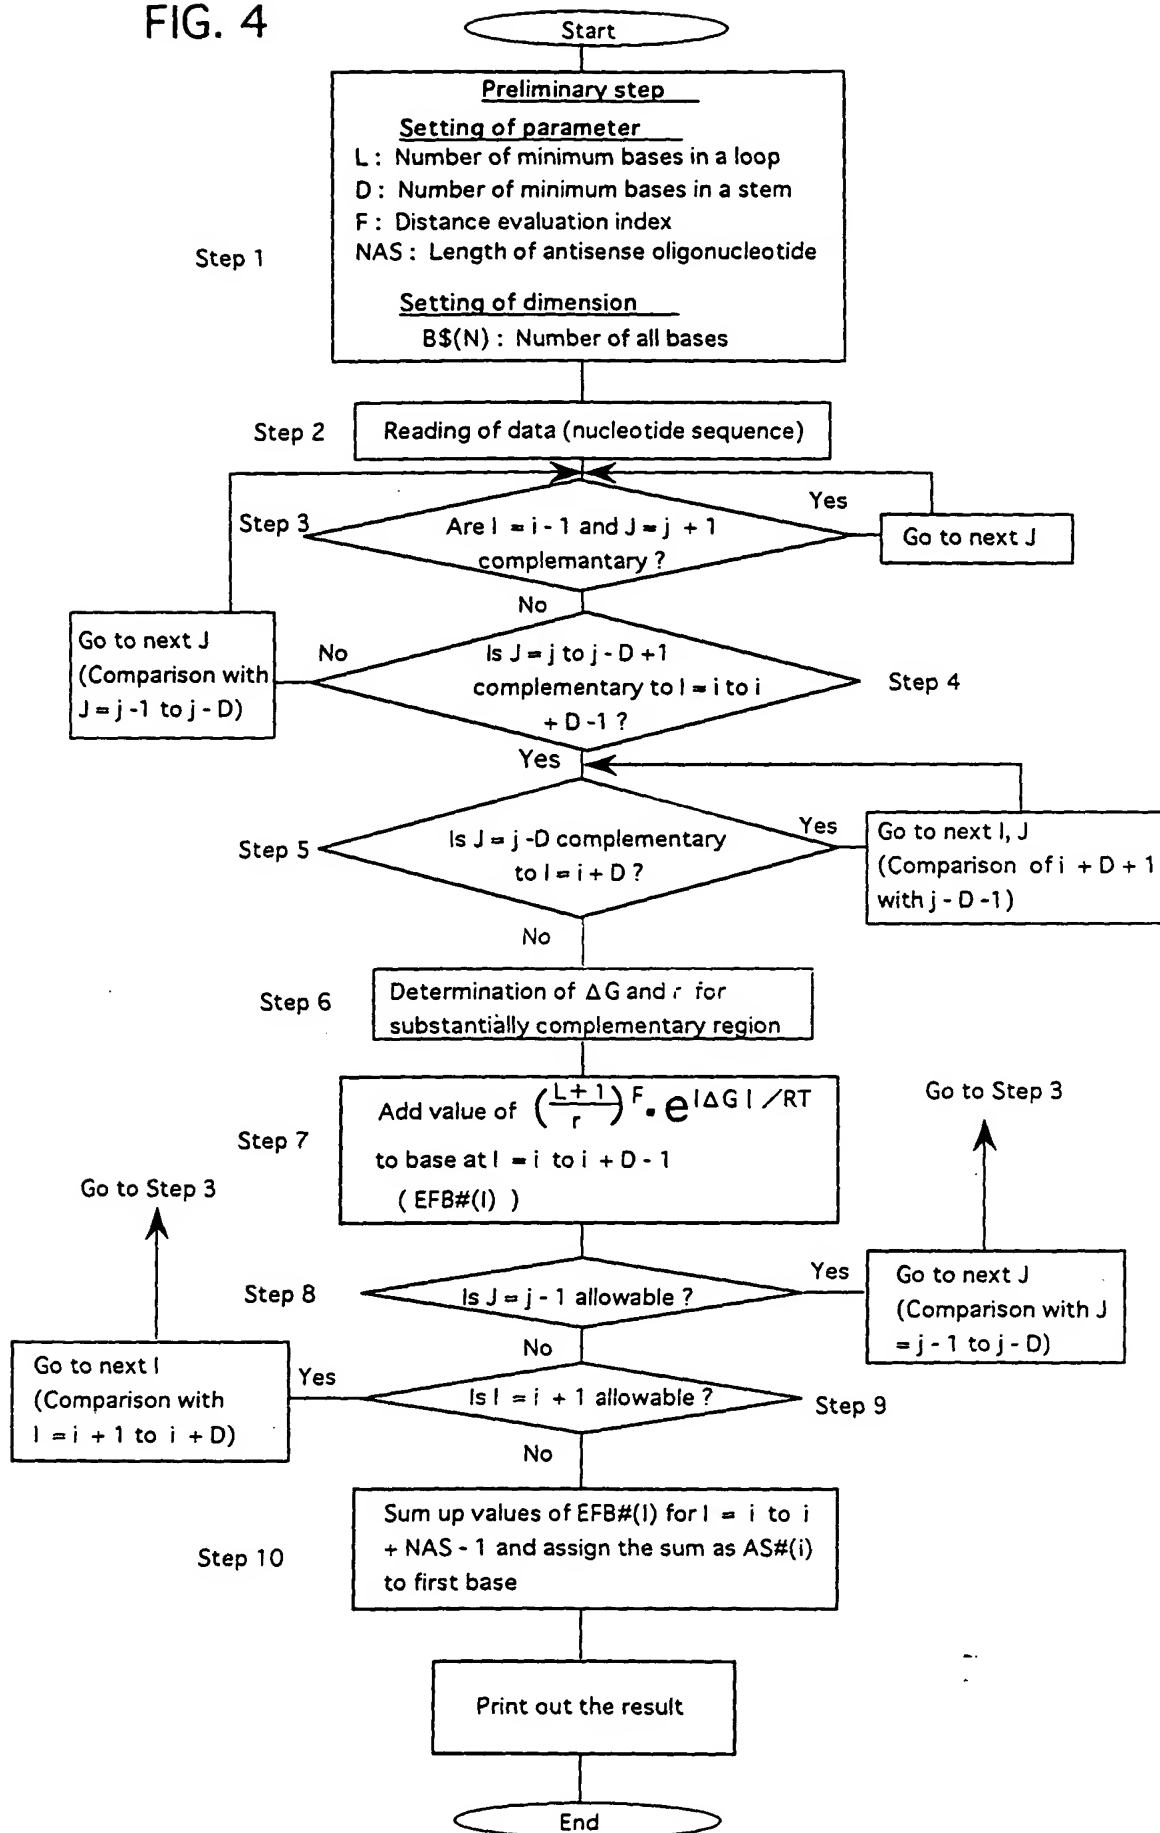 FIG. 4
Start
Preliminary step
Setting of parameter
L : Number of minimum bases in a loop
D : Number of minimum bases in a stem
F : Distance evaluation index
NAS : Length of antisense oligonucleotide
Step 1
Setting of dimension
B$(N) : Number of all bases
Step 2
Reading of data (nucleotide sequence)
Step 3
Are I = i - 1 and J = j + 1
complemantary ?
Yes
Go to next J
No
Is J = j to j - D +1
complementary to I = i to i
+ D -1 ?
Step 4
No
Go to next J
(Comparison with
J = j -1 to j - D)
Yes
Step 5
Is J = j -D complementary
to I = i + D ?
Yes
Go to next I, J
(Comparison of i + D + 1
with j - D -1)
No
Step 6
Determination of ΔG and r for
substantially complementary region
Step 7
Add value of (L+1/r)^F • e^|ΔG|/RT
to base at I = i to i + D - 1
( EFB#(I) )
Go to Step 3
Go to Step 3
Step 8
Is J = j - 1 allowable ?
Yes
Go to next J
(Comparison with J
= j - 1 to j - D)
No
Is I = i + 1 allowable ?
Step 9
Yes
Go to next I
(Comparison with
I = i + 1 to i + D)
No
Step 10
Sum up values of EFB#(I) for I = i to i
+ NAS - 1 and assign the sum as AS#(i)
to first base
Print out the result
End